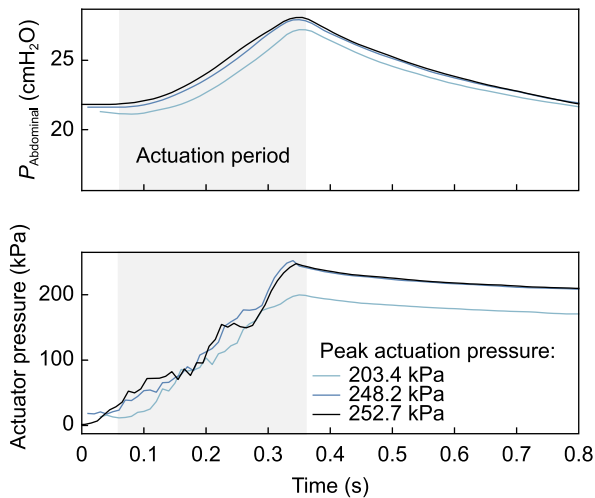 P_Abdominal (cmH₂O)
25
20
Actuation period
Actuator pressure (kPa)
200
100
0
Peak actuation pressure:
203.4 kPa
248.2 kPa
252.7 kPa
0 0.1 0.2 0.3 0.4 0.5 0.6 0.7 0.8
Time (s)